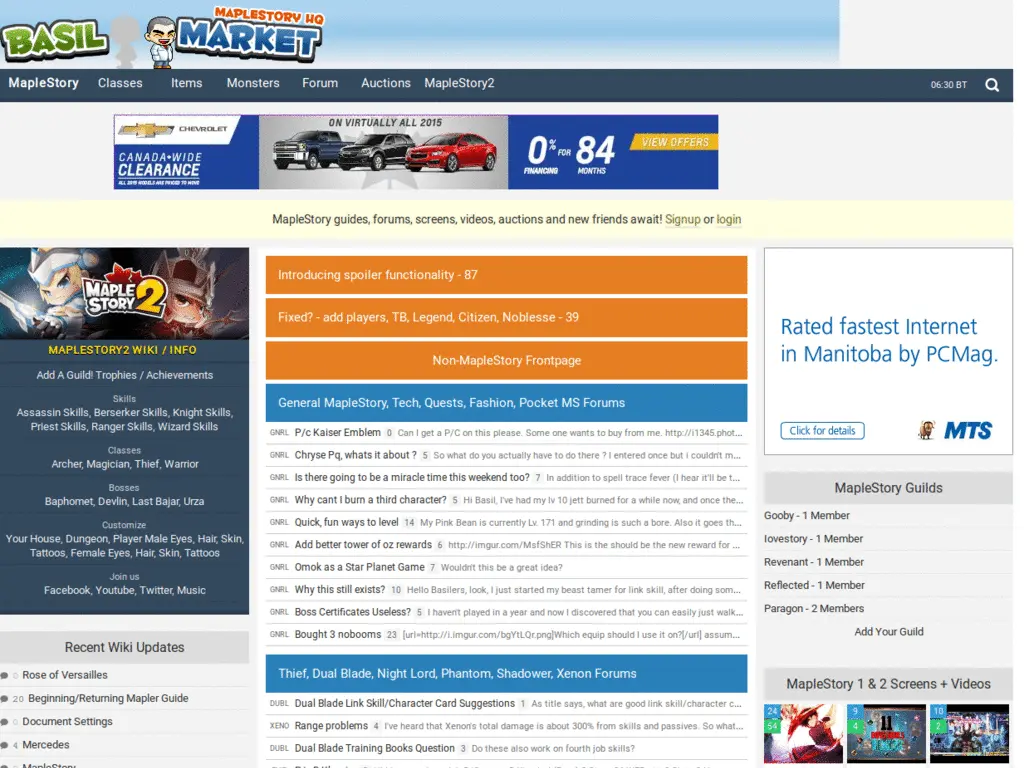 BASIL MARKET
MAPLESTORY HQ
MapleStory Classes Items Monsters Forum Auctions MapleStory2 06:30 BT
CHEVROLET
CANADA-WIDE
CLEARANCE
ALL 2015 MODELS ARE PRICED TO MOVE
ON VIRTUALLY ALL 2015
0% FOR 84
FINANCING MONTHS
VIEW OFFERS
MapleStory guides, forums, screens, videos, auctions and new friends await! Signup or login
MAPLE STORY 2
MAPLESTORY2 WIKI / INFO
Add A Guild! Trophies / Achievements
Skills
Assassin Skills, Berserker Skills, Knight Skills,
Priest Skills, Ranger Skills, Wizard Skills
Classes
Archer, Magician, Thief, Warrior
Bosses
Baphomet, Devlin, Last Bajar, Urza
Customize
Your House, Dungeon, Player Male Eyes, Hair, Skin,
Tattoos, Female Eyes, Hair, Skin, Tattoos
Join us
Facebook, Youtube, Twitter, Music
Recent Wiki Updates
0 Rose of Versailles
20 Beginning/Returning Mapler Guide
0 Document Settings
4 Mercedes
MapleStory
Introducing spoiler functionality - 87
Fixed? - add players, TB, Legend, Citizen, Noblesse - 39
Non-MapleStory Frontpage
General MapleStory, Tech, Quests, Fashion, Pocket MS Forums
GNRL P/c Kaiser Emblem 0 Can I get a P/C on this please. Some one wants to buy from me. http://i1345.phot...
GNRL Chryse Pq, whats it about ? 5 So what do you actually have to do there ? I entered once but i couldn't m...
GNRL Is there going to be a miracle time this weekend too? 7 In addition to spell trace fever (I hear it'll be t...
GNRL Why cant I burn a third character? 5 Hi Basil, I've had my lv 10 jett burned for a while now, and once the...
GNRL Quick, fun ways to level 14 My Pink Bean is currently Lv. 171 and grinding is such a bore. Also it goes th...
GNRL Add better tower of oz rewards 6 http://imgur.com/MsfShER This is the should be the new reward for ...
GNRL Omok as a Star Planet Game 7 Wouldn't this be a great idea?
GNRL Why this still exists? 10 Hello Basilers, look, I just started my beast tamer for link skill, after doing som...
GNRL Boss Certificates Useless? 5 I haven't played in a year and now I discovered that you can easily just walk...
GNRL Bought 3 nobooms 23 [url=http://i.imgur.com/bgYtLQr.png]Which equip should I use it on?[/url] assum...
Thief, Dual Blade, Night Lord, Phantom, Shadower, Xenon Forums
DUBL Dual Blade Link Skill/Character Card Suggestions 1 As title says, what are good link skill/character c...
XENO Range problems 4 I've heard that Xenon's total damage is about 300% from skills and passives. So what...
DUBL Dual Blade Training Books Question 3 Do these also work on fourth job skills?
Rated fastest Internet
in Manitoba by PCMag.
Click for details
MTS
MapleStory Guilds
Gooby - 1 Member
Iovestory - 1 Member
Revenant - 1 Member
Reflected - 1 Member
Paragon - 2 Members
Add Your Guild
MapleStory 1 & 2 Screens + Videos
24 9 10
54 4 2